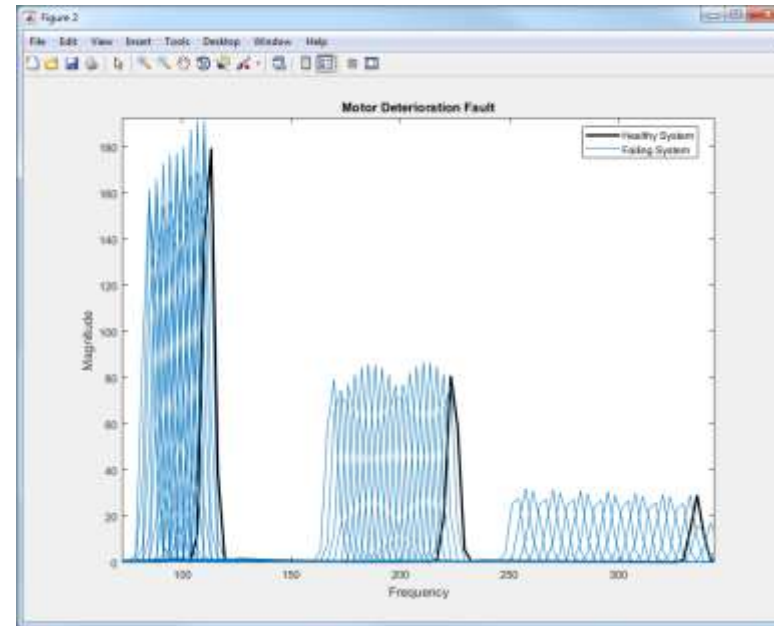 Figure 2
File Edit View Insert Tools Desktop Window Help
Motor Deterioration Fault
Healthy System
Failing System
Magnitude
180
160
140
120
100
80
60
40
20
0
100 150 200 250 300
Frequency